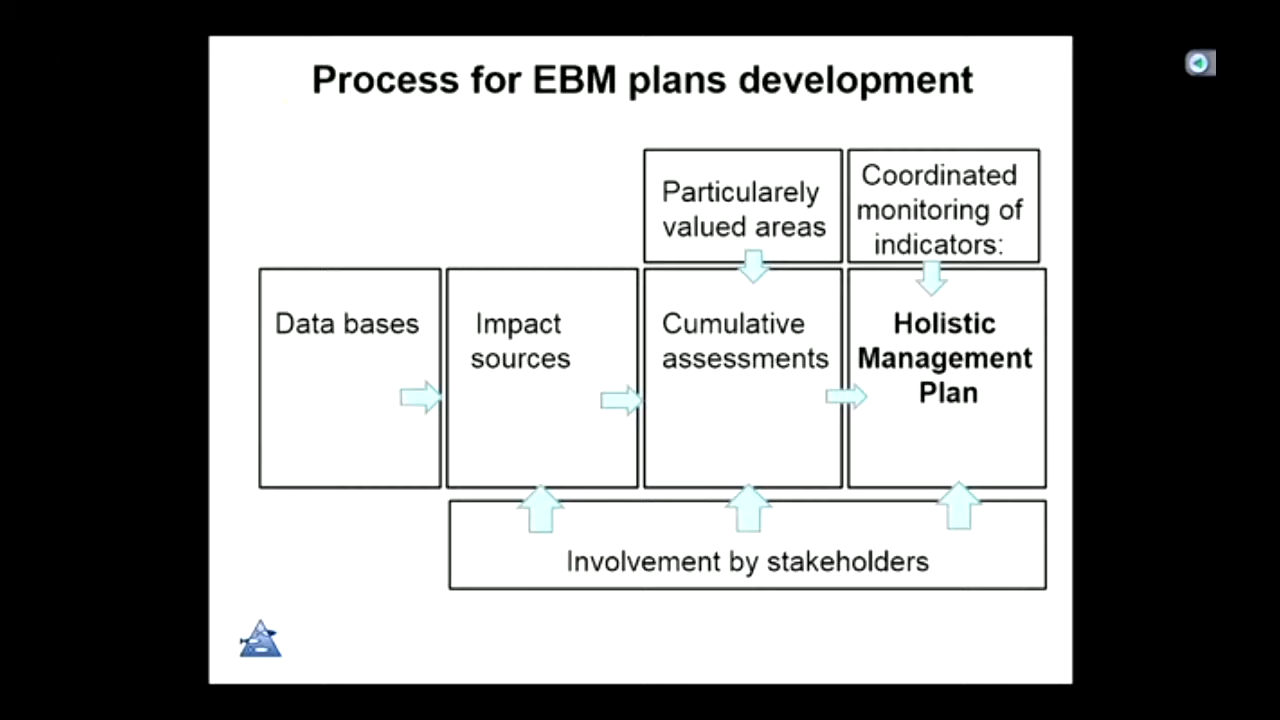 Process for EBM plans development
Particularely
valued areas
Coordinated
monitoring of
indicators:
Data bases
Impact
sources
Cumulative
assessments
Holistic
Management
Plan
Involvement by stakeholders